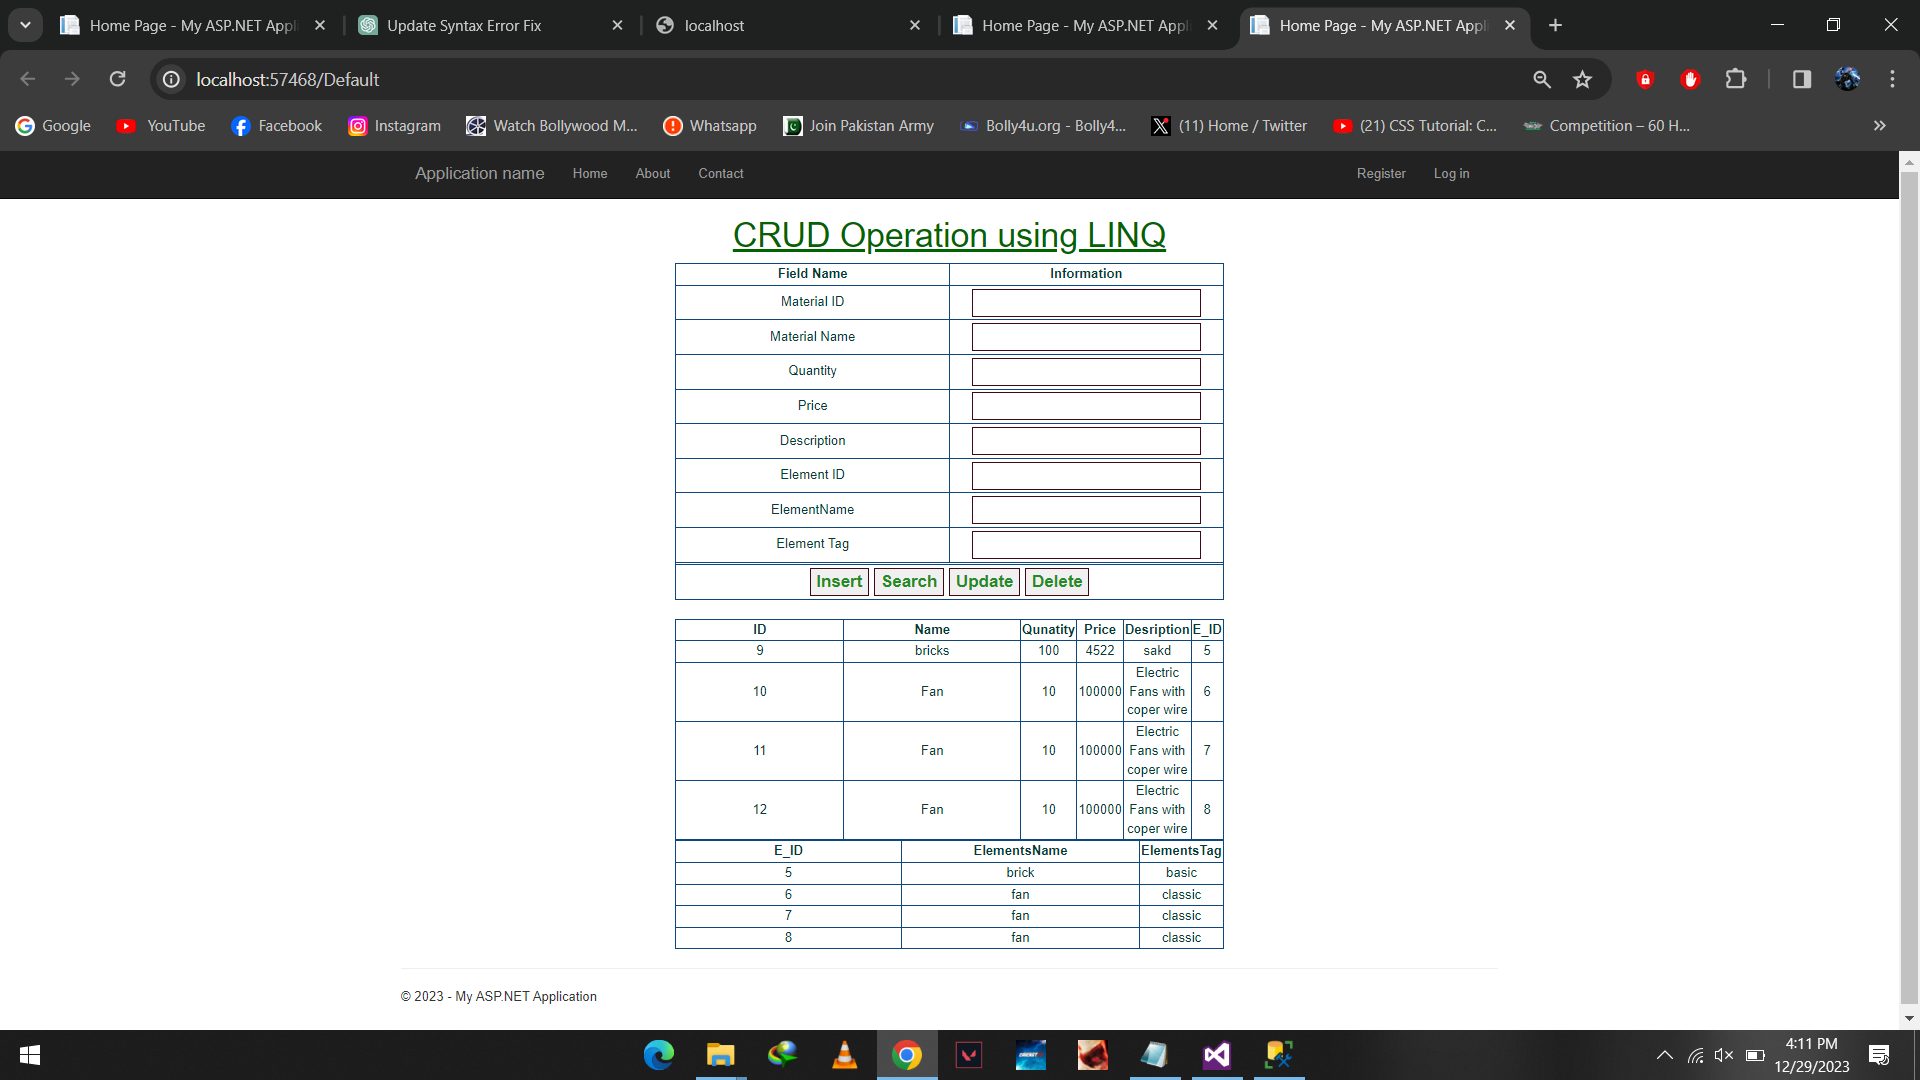 Home Page - My ASP.NET Appl
Update Syntax Error Fix
localhost
Home Page - My ASP.NET Appl
Home Page - My ASP.NET Appl
localhost:57468/Default
Google
YouTube
Facebook
Instagram
Watch Bollywood M...
Whatsapp
Join Pakistan Army
Bolly4u.org - Bolly4...
(11) Home / Twitter
(21) CSS Tutorial: C...
Competition – 60 H...
Application name Home About Contact Register Log in
CRUD Operation using LINQ
Field Name Information
Material ID
Material Name
Quantity
Price
Description
Element ID
ElementName
Element Tag
Insert Search Update Delete
ID Name Qunatity Price Desription E_ID
9 bricks 100 4522 sakd 5
10 Fan 10 100000 Electric Fans with coper wire 6
11 Fan 10 100000 Electric Fans with coper wire 7
12 Fan 10 100000 Electric Fans with coper wire 8
E_ID ElementsName ElementsTag
5 brick basic
6 fan classic
7 fan classic
8 fan classic
© 2023 - My ASP.NET Application
4:11 PM
12/29/2023